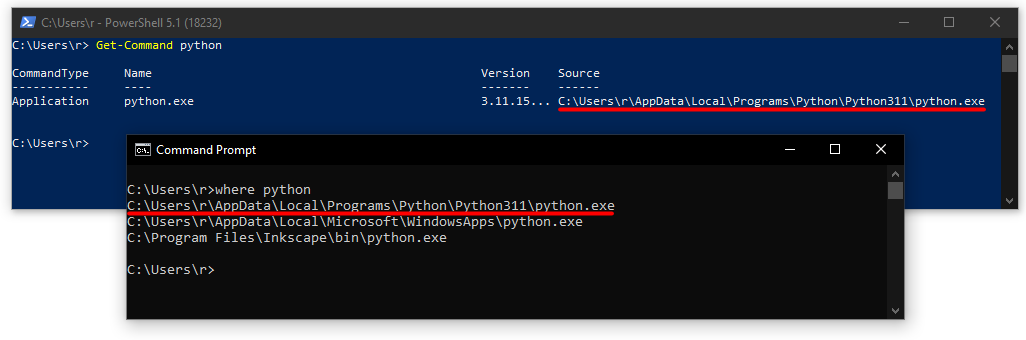 C:\Users\r - PowerShell 5.1 (18232)
C:\Users\r> Get-Command python
CommandType     Name                                               Version    Source
-----------     ----                                               -------    ------
Application     python.exe                                         3.11.15... C:\Users\r\AppData\Local\Programs\Python\Python311\python.exe
C:\Users\r>
Command Prompt
C:\Users\r>where python
C:\Users\r\AppData\Local\Programs\Python\Python311\python.exe
C:\Users\r\AppData\Local\Microsoft\WindowsApps\python.exe
C:\Program Files\Inkscape\bin\python.exe
C:\Users\r>